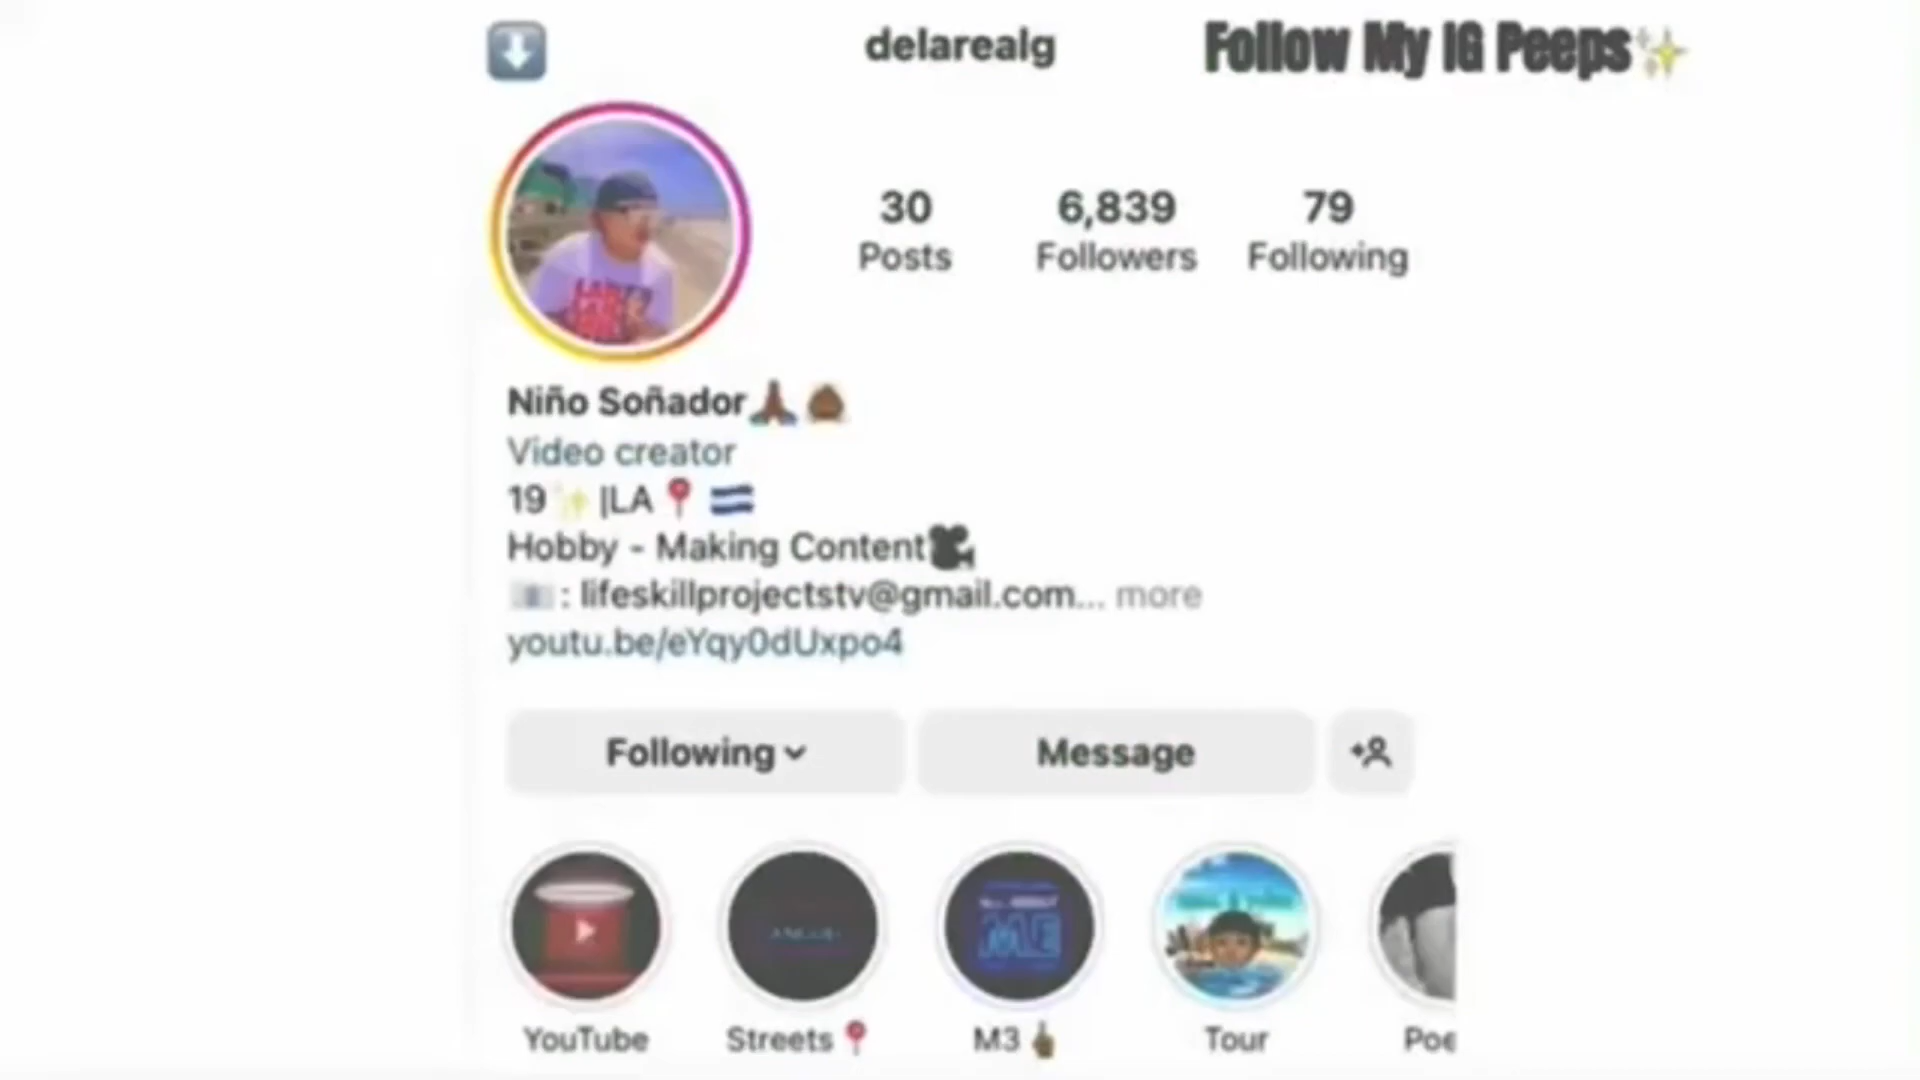 delarealg
Follow My IG Peeps✨
30
Posts
6,839
Followers
79
Following
Niño Soñador
Video creator
19✨ |LA📍
Hobby - Making Content🎥
📧: lifeskillprojectstv@gmail.com... more
youtu.be/eYqy0dUxpo4
Following
Message
ME
YouTube
Streets📍
M3
Tour
Poe